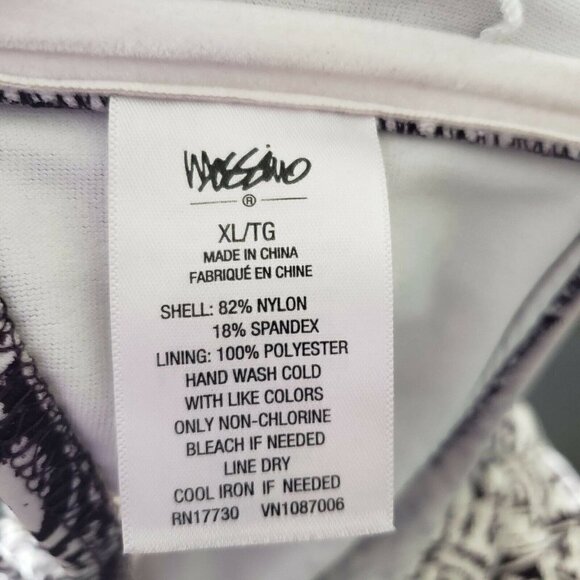 Mossimo
®
XL/TG
MADE IN CHINA
FABRIQUÉ EN CHINE
SHELL: 82% NYLON
18% SPANDEX
LINING: 100% POLYESTER
HAND WASH COLD
WITH LIKE COLORS
ONLY NON-CHLORINE
BLEACH IF NEEDED
LINE DRY
COOL IRON IF NEEDED
RN17730 VN1087006